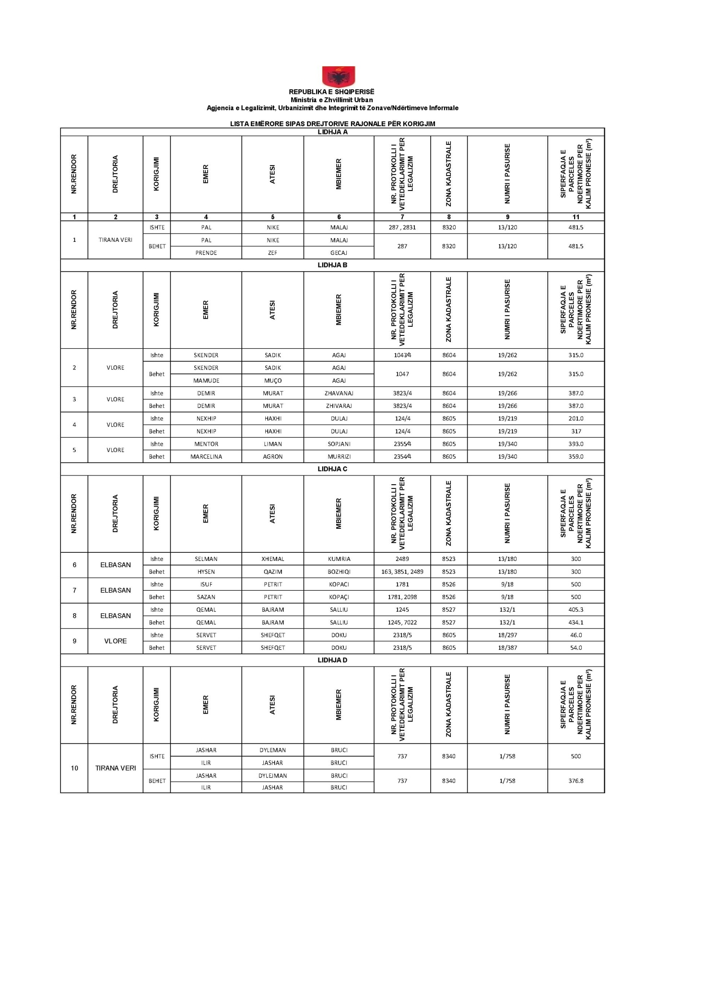 REPUBLIKA E SHQIPERISË
Ministria e Zhvillimit Urban
Agjencia e Legalizimit, Urbanizimit dhe Integrimit të Zonave/Ndërtimeve Informale
LISTA EMËRORE SIPAS DREJTORIVE RAJONALE PËR KORIGJIM
LIDHJA A
NR.RENDOR DREJTORIA KORIGJIMI EMER ATESI MBIEMER NR. PROTOKOLLI I VETEDEKLARIMIT PER LEGALIZIM ZONA KADASTRALE NUMRI I PASURISE SIPERFAQJA E PARCELES NDERTIMORE PER KALIM PRONESIE (m²)
1 2 3 4 5 6 7 8 9 11
1 TIRANA VERI ISHTE PAL NIKE MALAJ 287 , 2831 8320 13/120 481.5
BEHET PAL NIKE MALAJ 287 8320 13/120 481.5
PRENDE ZEF GECAJ
LIDHJA B
NR.RENDOR DREJTORIA KORIGJIMI EMER ATESI MBIEMER NR. PROTOKOLLI I VETEDEKLARIMIT PER LEGALIZIM ZONA KADASTRALE NUMRI I PASURISE SIPERFAQJA E PARCELES NDERTIMORE PER KALIM PRONESIE (m²)
2 VLORE Ishte SKENDER SADIK AGAJ 1047/4 8604 19/262 315.0
Behet SKENDER SADIK AGAJ 1047 8604 19/262 315.0
MAMUDE MUÇO AGAJ
3 VLORE Ishte DEMIR MURAT ZHAVANAJ 3823/4 8604 19/266 387.0
Behet DEMIR MURAT ZHIVARAJ 3823/4 8604 19/266 387.0
4 VLORE Ishte NEXHIP HAXHI DULAJ 124/4 8605 19/219 201.0
Behet NEXHIP HAXHI DULAJ 124/4 8605 19/219 317
5 VLORE Ishte MENTOR LIMAN SOPJANI 2355/4 8605 19/340 393.0
Behet MARCELINA AGRON MURRIZI 2354/4 8605 19/340 359.0
LIDHJA C
NR.RENDOR DREJTORIA KORIGJIMI EMER ATESI MBIEMER NR. PROTOKOLLI I VETEDEKLARIMIT PER LEGALIZIM ZONA KADASTRALE NUMRI I PASURISE SIPERFAQJA E PARCELES NDERTIMORE PER KALIM PRONESIE (m²)
6 ELBASAN Ishte SELMAN XHEMAL KUMRIA 2489 8523 13/180 300
Behet HYSEN QAZIM BOZHIQI 163, 3851, 2489 8523 13/180 300
7 ELBASAN Ishte ISUF PETRIT KOPACI 1781 8526 9/18 500
Behet SAZAN PETRIT KOPAÇI 1781, 2098 8526 9/18 500
8 ELBASAN Ishte QEMAL BAJRAM SALLIU 1245 8527 132/1 405.3
Behet QEMAL BAJRAM SALLIU 1245, 7022 8527 132/1 434.1
9 VLORE Ishte SERVET SHEFQET DOKU 2318/5 8605 18/297 46.0
Behet SERVET SHEFQET DOKU 2318/5 8605 18/387 54.0
LIDHJA D
NR.RENDOR DREJTORIA KORIGJIMI EMER ATESI MBIEMER NR. PROTOKOLLI I VETEDEKLARIMIT PER LEGALIZIM ZONA KADASTRALE NUMRI I PASURISE SIPERFAQJA E PARCELES NDERTIMORE PER KALIM PRONESIE (m²)
10 TIRANA VERI ISHTE JASHAR DYLEMAN BRUCI 737 8340 1/758 500
ILIR JASHAR BRUCI
BEHET JASHAR DYLEJMAN BRUCI 737 8340 1/758 376.8
ILIR JASHAR BRUCI